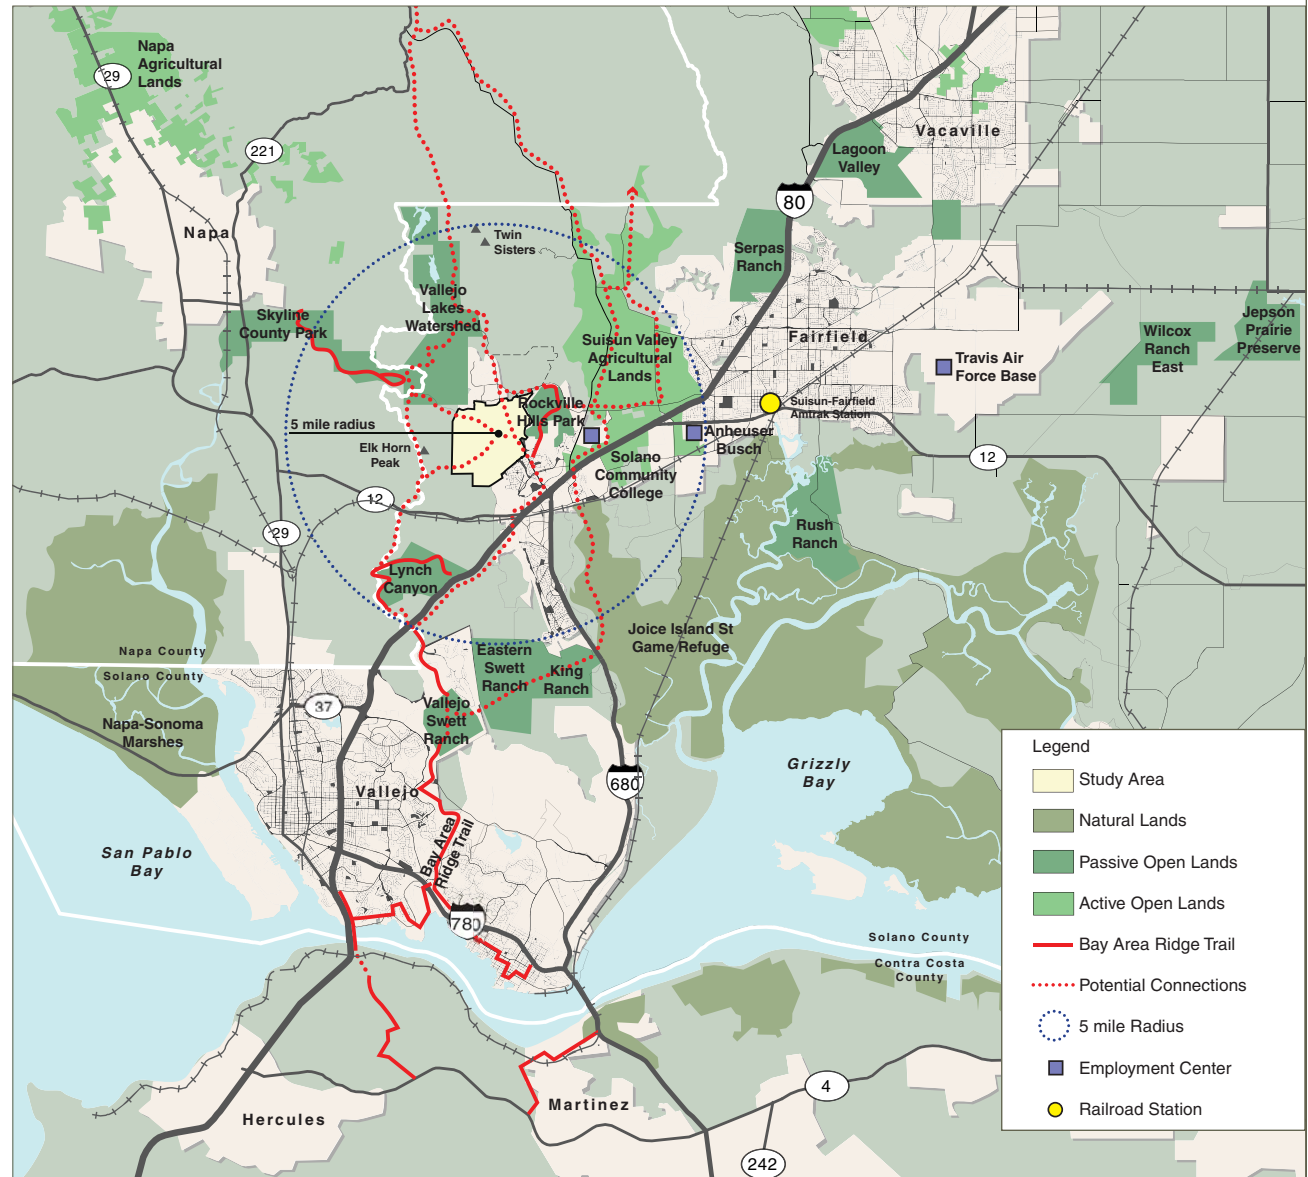 Napa
Agricultural
Lands
29
221
Napa
Vacaville
Lagoon
Valley
80
Twin
Sisters
Serpas
Ranch
Vallejo
Lakes
Watershed
Skyline
County Park
Suisun Valley
Agricultural
Lands
Fairfield
Travis Air
Force Base
Wilcox
Ranch
East
Jepson
Prairie
Preserve
Rockville
Hills Park
Suisun-Fairfield
Amtrak Station
5 mile radius
Elk Horn
Peak
Anheuser
Busch
Solano
Community
College
12
12
29
Rush
Ranch
Lynch
Canyon
Joice Island St
Game Refuge
Napa County
Solano County
Eastern
Swett
Ranch
King
Ranch
Vallejo
Swett
Ranch
37
Napa-Sonoma
Marshes
Grizzly
Bay
680
Vallejo
Bay Area
Ridge Trail
San Pablo
Bay
780
Solano County
Contra Costa
County
Hercules
Martinez
4
242
Legend
Study Area
Natural Lands
Passive Open Lands
Active Open Lands
Bay Area Ridge Trail
Potential Connections
5 mile Radius
Employment Center
Railroad Station